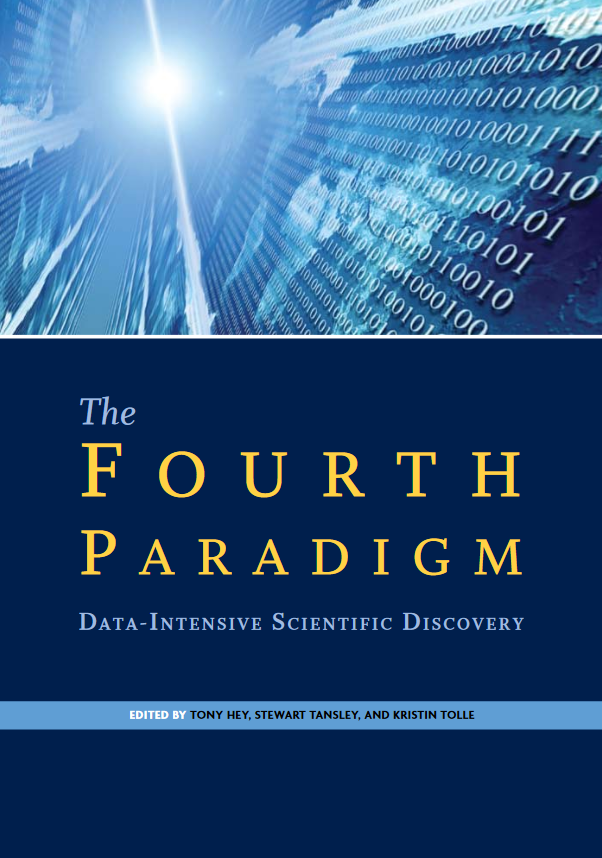 The
FOURTH
PARADIGM
DATA-INTENSIVE SCIENTIFIC DISCOVERY
EDITED BY TONY HEY, STEWART TANSLEY, AND KRISTIN TOLLE